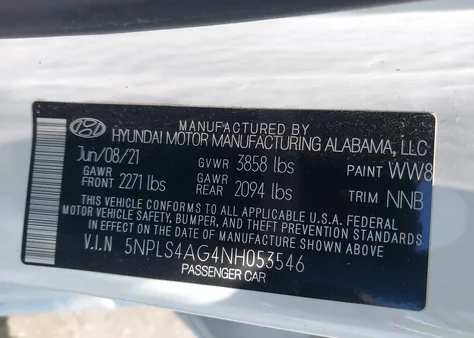 MANUFACTURED BY
HYUNDAI MOTOR MANUFACTURING ALABAMA, LLC
Jun/08/21 GVWR 3858 lbs PAINT WW8
GAWR FRONT 2271 lbs GAWR REAR 2094 lbs TRIM NNB
THIS VEHICLE CONFORMS TO ALL APPLICABLE U.S.A. FEDERAL
MOTOR VEHICLE SAFETY, BUMPER, AND THEFT PREVENTION STANDARDS
IN EFFECT ON THE DATE OF MANUFACTURE SHOWN ABOVE.
V.I.N 5NPLS4AG4NH053546
PASSENGER CAR